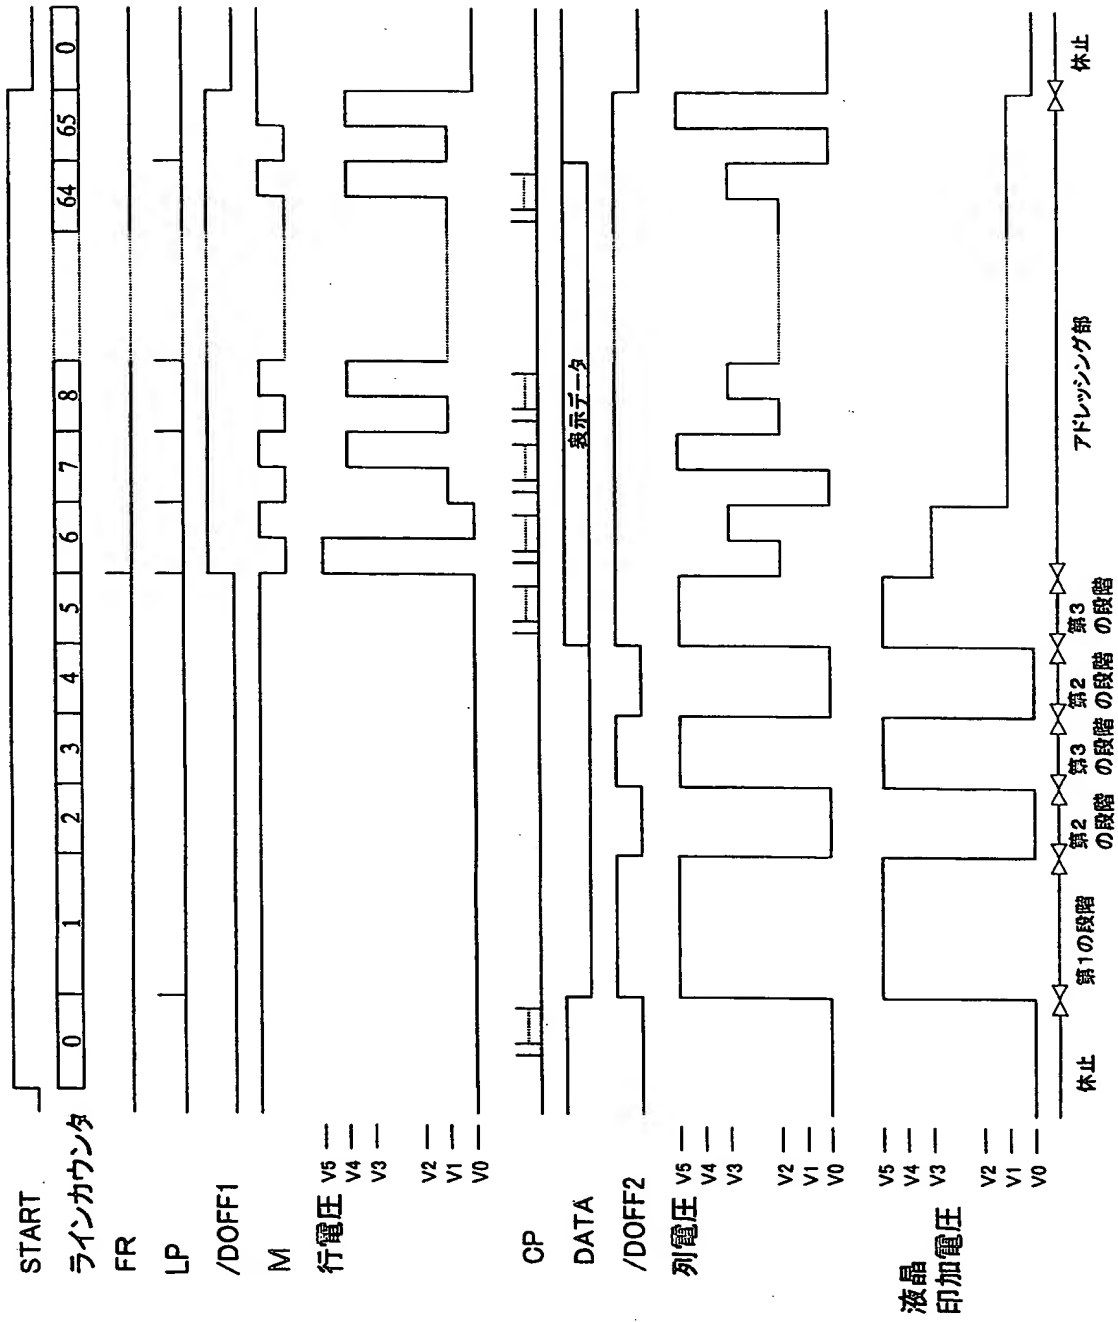 START
ラインカウンタ
0 1 2 3 4 5 6 7 8 64 65 0
FR
LP
/DOFF1
M
行電圧
V5
V4
V3
V2
V1
V0
CP
DATA
表示データ
/DOFF2
列電圧
V5
V4
V3
V2
V1
V0
液晶
印加電圧
V5
V4
V3
V2
V1
V0
休止
第1の段階
第2
の段階
第3
の段階
第2
の段階
第3
の段階
アドレッシング部
休止